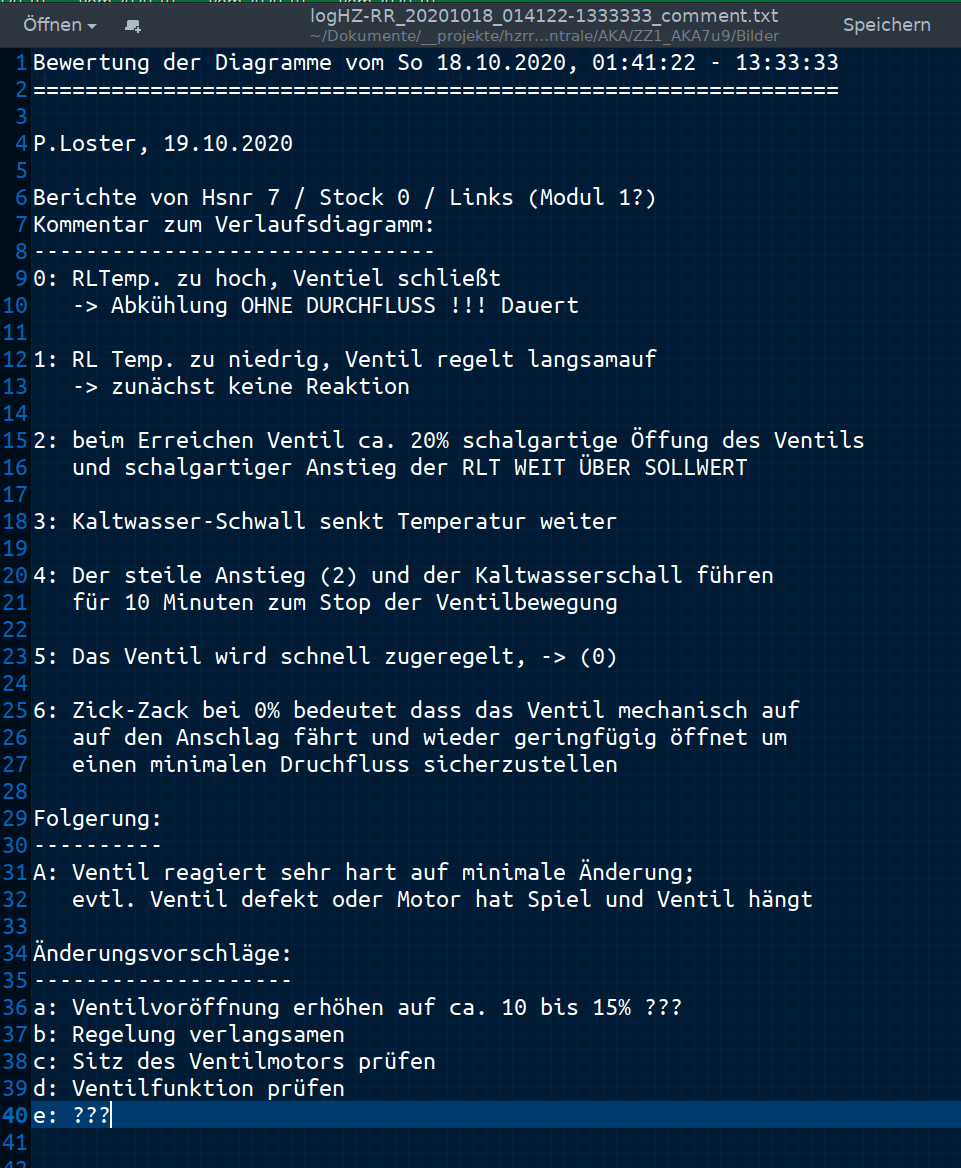 Öffnen
logHZ-RR_20201018_014122-1333333_comment.txt
~/Dokumente/__projekte/hzrr...ntrale/AKA/ZZ1_AKA7u9/Bilder
Speichern
1 Bewertung der Diagramme vom So 18.10.2020, 01:41:22 - 13:33:33
2 ==============================================================
3
4 P.Loster, 19.10.2020
5
6 Berichte von Hsnr 7 / Stock 0 / Links (Modul 1?)
7 Kommentar zum Verlaufsdiagramm:
8 -------------------------------
9 0: RLTemp. zu hoch, Ventiel schließt
10    -> Abkühlung OHNE DURCHFLUSS !!! Dauert
11
12 1: RL Temp. zu niedrig, Ventil regelt langsamauf
13    -> zunächst keine Reaktion
14
15 2: beim Erreichen Ventil ca. 20% schalgartige Öffung des Ventils
16    und schalgartiger Anstieg der RLT WEIT ÜBER SOLLWERT
17
18 3: Kaltwasser-Schwall senkt Temperatur weiter
19
20 4: Der steile Anstieg (2) und der Kaltwasserschall führen
21    für 10 Minuten zum Stop der Ventilbewegung
22
23 5: Das Ventil wird schnell zugeregelt, -> (0)
24
25 6: Zick-Zack bei 0% bedeutet dass das Ventil mechanisch auf
26    auf den Anschlag fährt und wieder geringfügig öffnet um
27    einen minimalen Druchfluss sicherzustellen
28
29 Folgerung:
30 ----------
31 A: Ventil reagiert sehr hart auf minimale Änderung;
32    evtl. Ventil defekt oder Motor hat Spiel und Ventil hängt
33
34 Änderungsvorschläge:
35 --------------------
36 a: Ventilvoröffnung erhöhen auf ca. 10 bis 15% ???
37 b: Regelung verlangsamen
38 c: Sitz des Ventilmotors prüfen
39 d: Ventilfunktion prüfen
40 e: ???
41